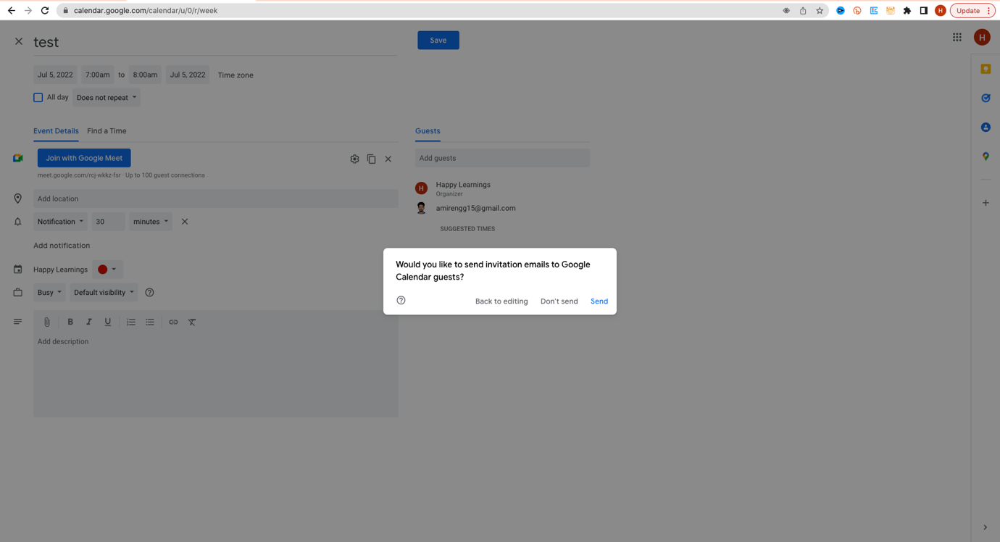 calendar.google.com/calendar/u/0/r/week
H
Update
test
Save
H
Jul 5, 2022 7:00am to 8:00am Jul 5, 2022 Time zone
All day Does not repeat
Event Details Find a Time
Guests
Join with Google Meet
meet.google.com/rcj-wkkz-fsr · Up to 100 guest connections
Add guests
H
Happy Learnings
Organizer
amirengg15@gmail.com
SUGGESTED TIMES
Add location
Notification 30 minutes
Add notification
Happy Learnings
Busy Default visibility
B I U
Add description
Would you like to send invitation emails to Google
Calendar guests?
Back to editing Don't send Send